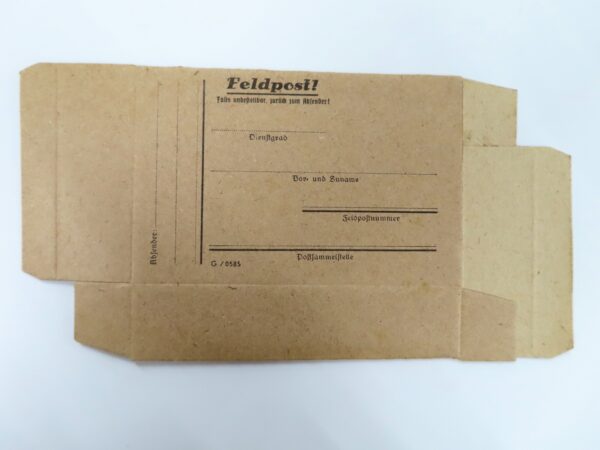 Feldpost!
Falls unbestellbar, zurück zum Absender!
Dienstgrad
Vor- und Zuname
Feldpostnummer
Postsammelstelle
Absender:
G / 0585